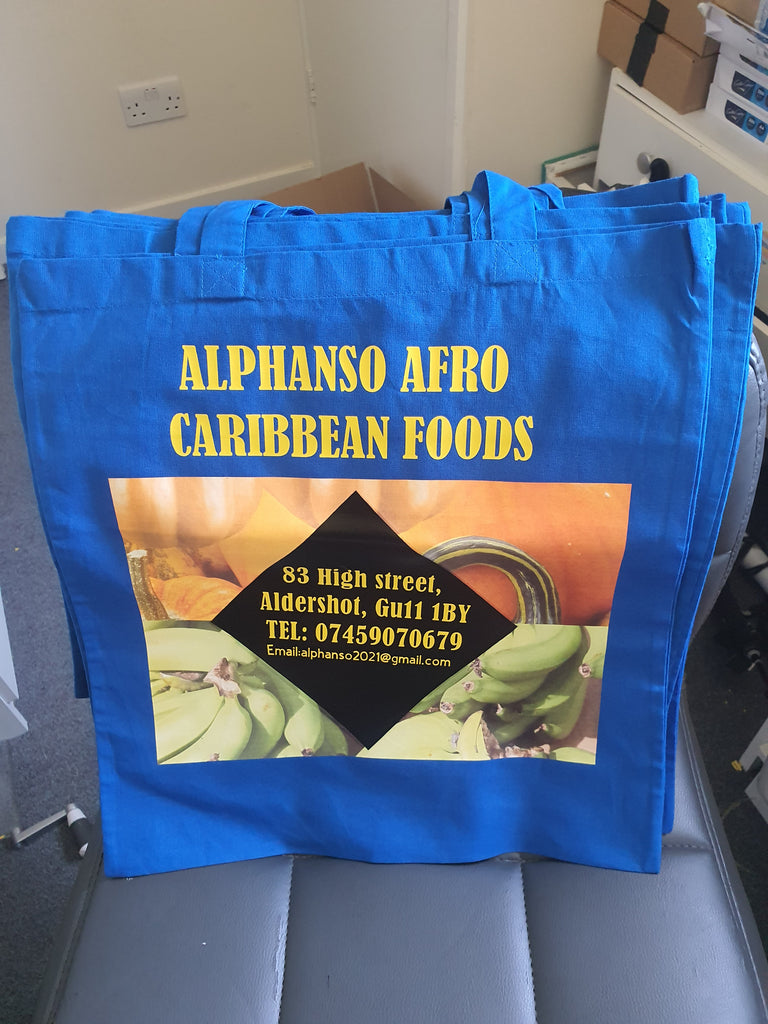 ALPHANSO AFRO
CARIBBEAN FOODS
83 High street,
Aldershot, Gu11 1BY
TEL: 07459070679
Email:alphanso2021@gmail.com